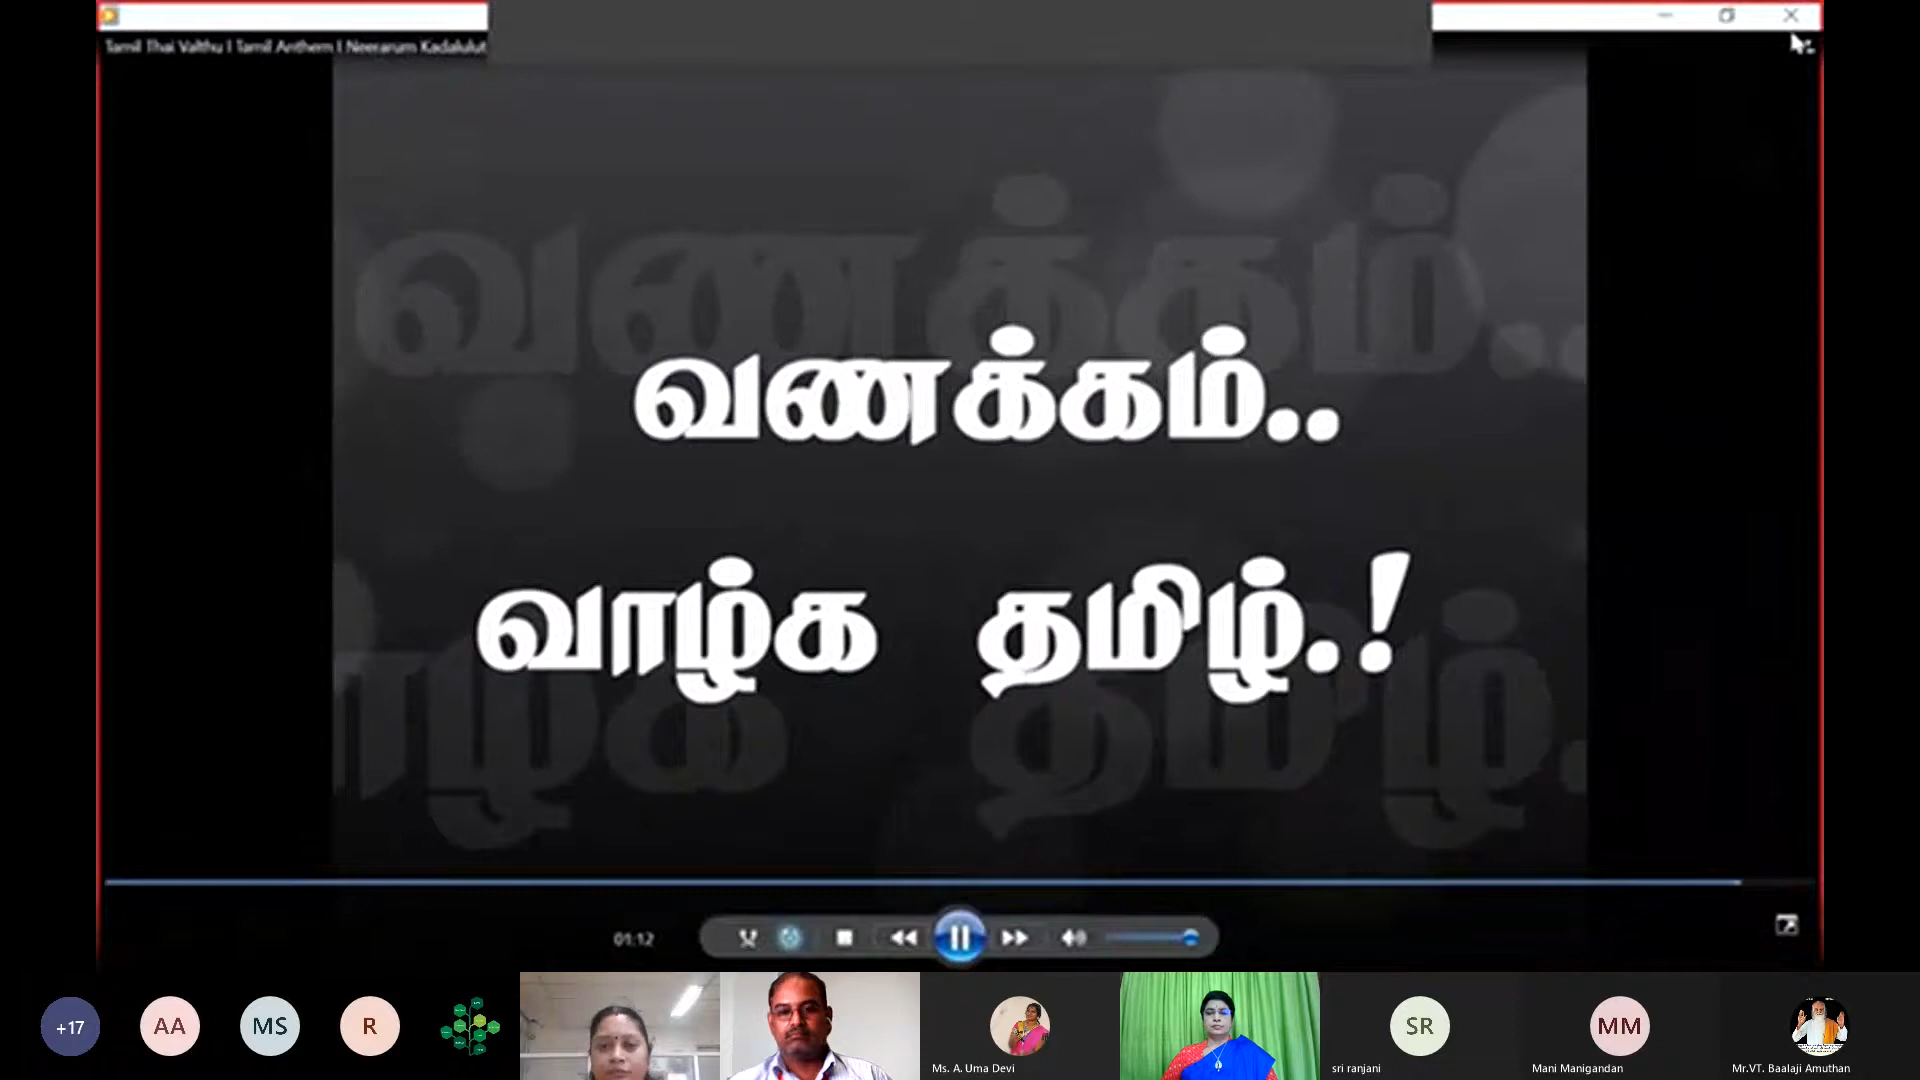 Tamil Thai Valthu I Tamil Anthem I Neerarum Kadalulut
வணக்கம்..
வாழ்க தமிழ்.!
01:12
+17
AA
MS
R
SR
MM
Ms. A. Uma Devi
sri ranjani
Mani Manigandan
Mr.VT. Baalaji Amuthan